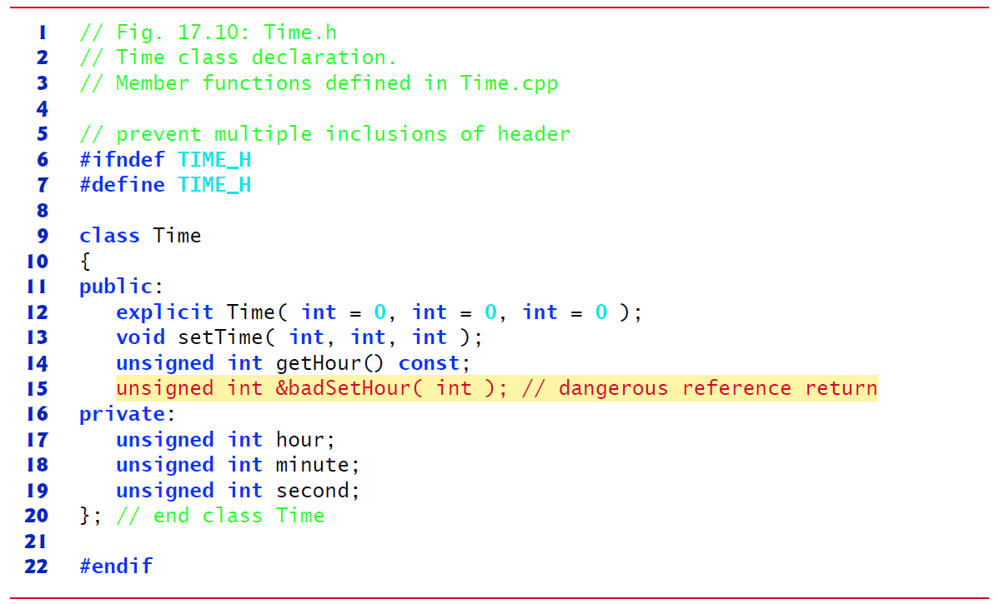 1 // Fig. 17.10: Time.h
2 // Time class declaration.
3 // Member functions defined in Time.cpp
4
5 // prevent multiple inclusions of header
6 #ifndef TIME_H
7 #define TIME_H
8
9 class Time
10 {
11 public:
12    explicit Time( int = 0, int = 0, int = 0 );
13    void setTime( int, int, int );
14    unsigned int getHour() const;
15    unsigned int &badSetHour( int ); // dangerous reference return
16 private:
17    unsigned int hour;
18    unsigned int minute;
19    unsigned int second;
20 }; // end class Time
21
22 #endif